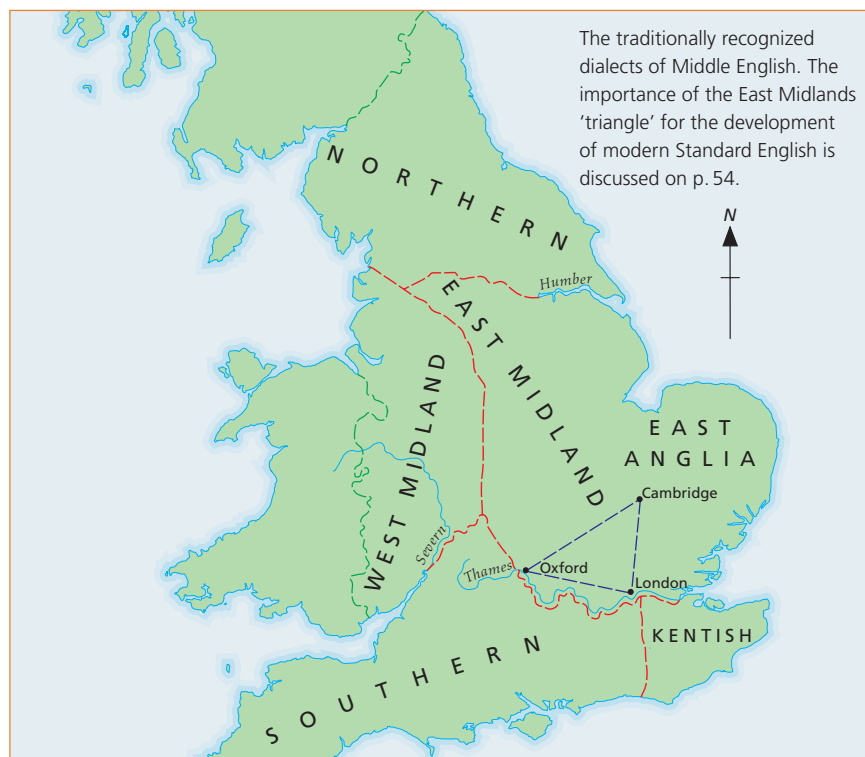 The traditionally recognized
dialects of Middle English. The
importance of the East Midlands
‘triangle’ for the development
of modern Standard English is
discussed on p. 54.
N
NORTHERN
Humber
EAST MIDLAND
WEST MIDLAND
EAST
ANGLIA
Cambridge
Severn
Thames
Oxford
London
KENTISH
SOUTHERN